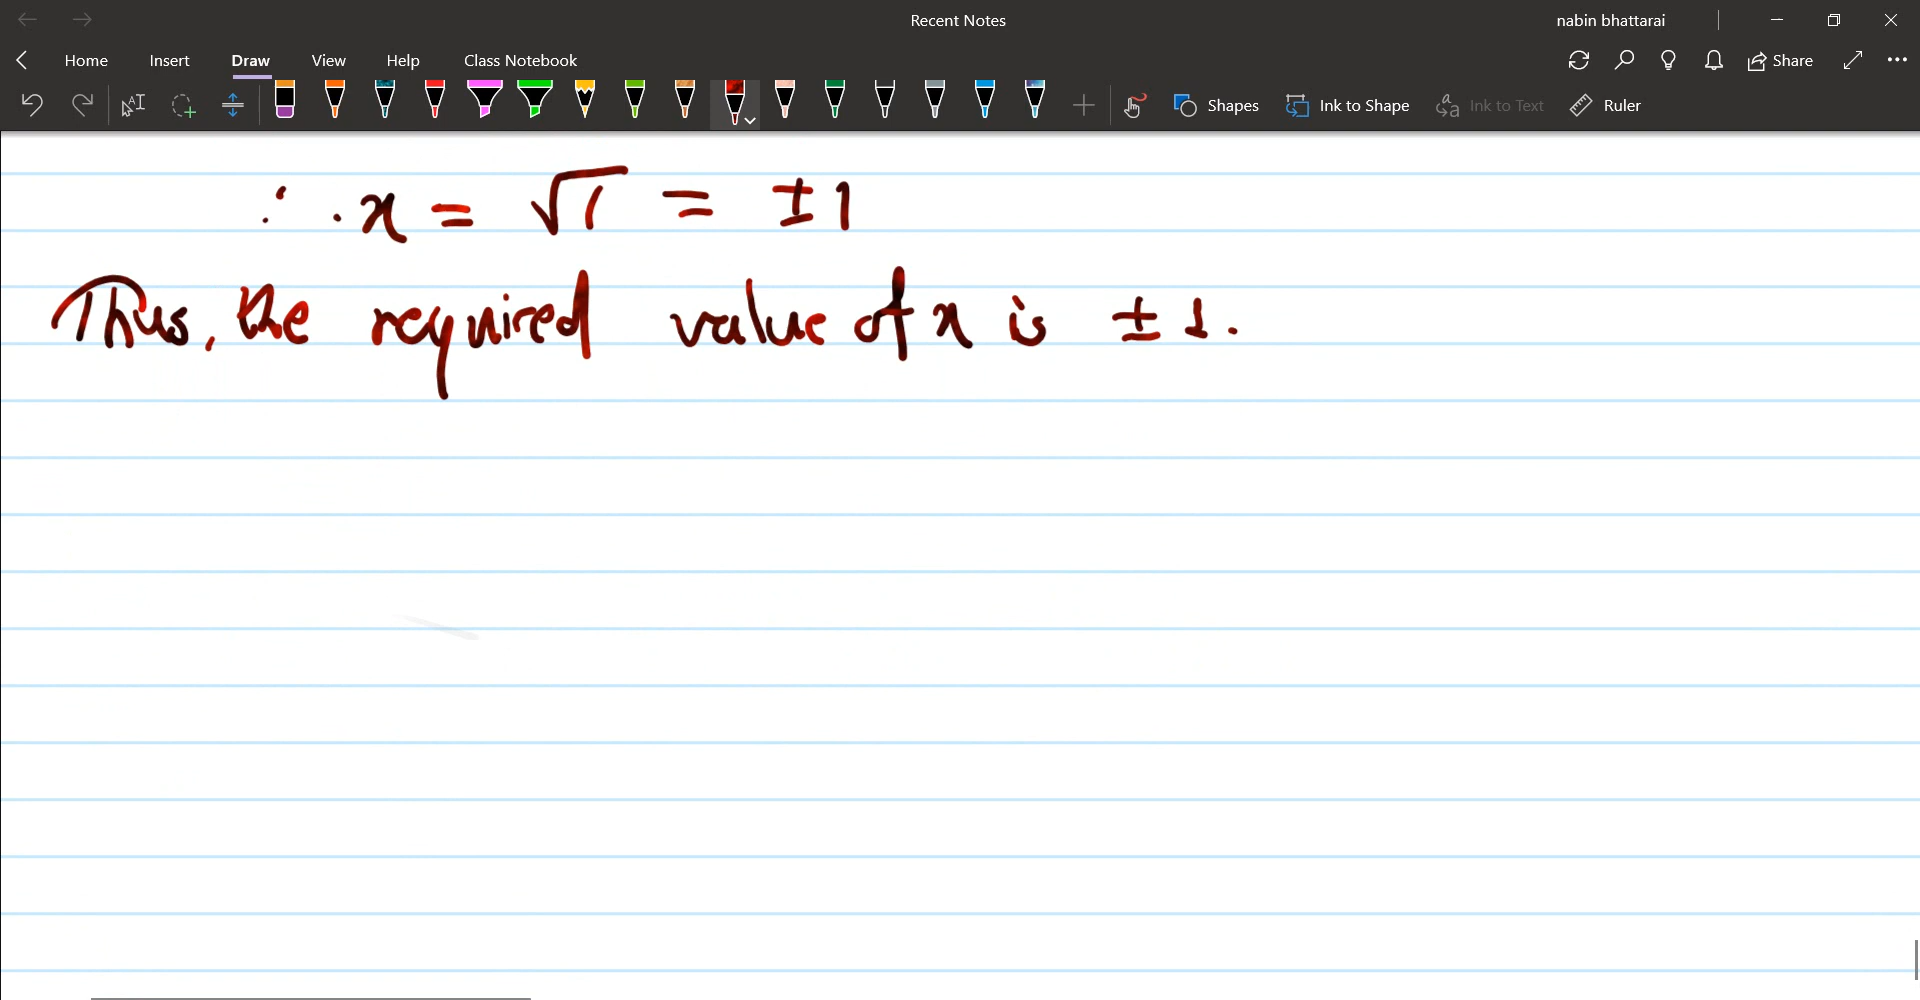 Recent Notes
nabin bhattarai
Home Insert Draw View Help Class Notebook
Share
Shapes Ink to Shape Ink to Text Ruler
∴ x = √1 = ±1
Thus, the required value of x is ± 1.